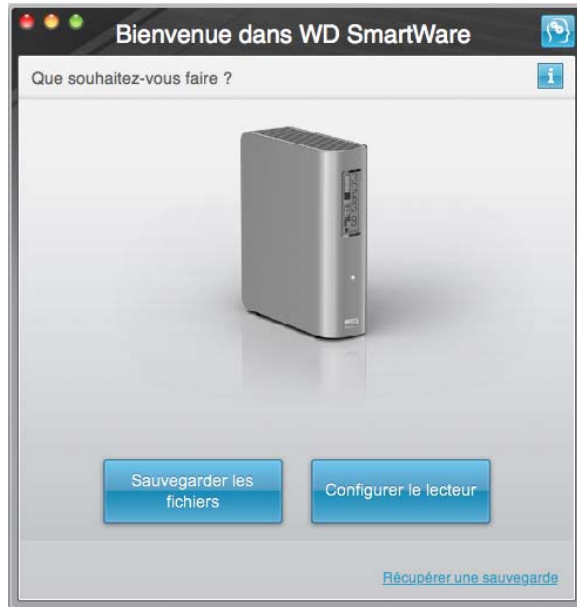 Bienvenue dans WD SmartWare
Que souhaitez-vous faire ?
Sauvegarder les
fichiers
Configurer le lecteur
Récupérer une sauvegarde